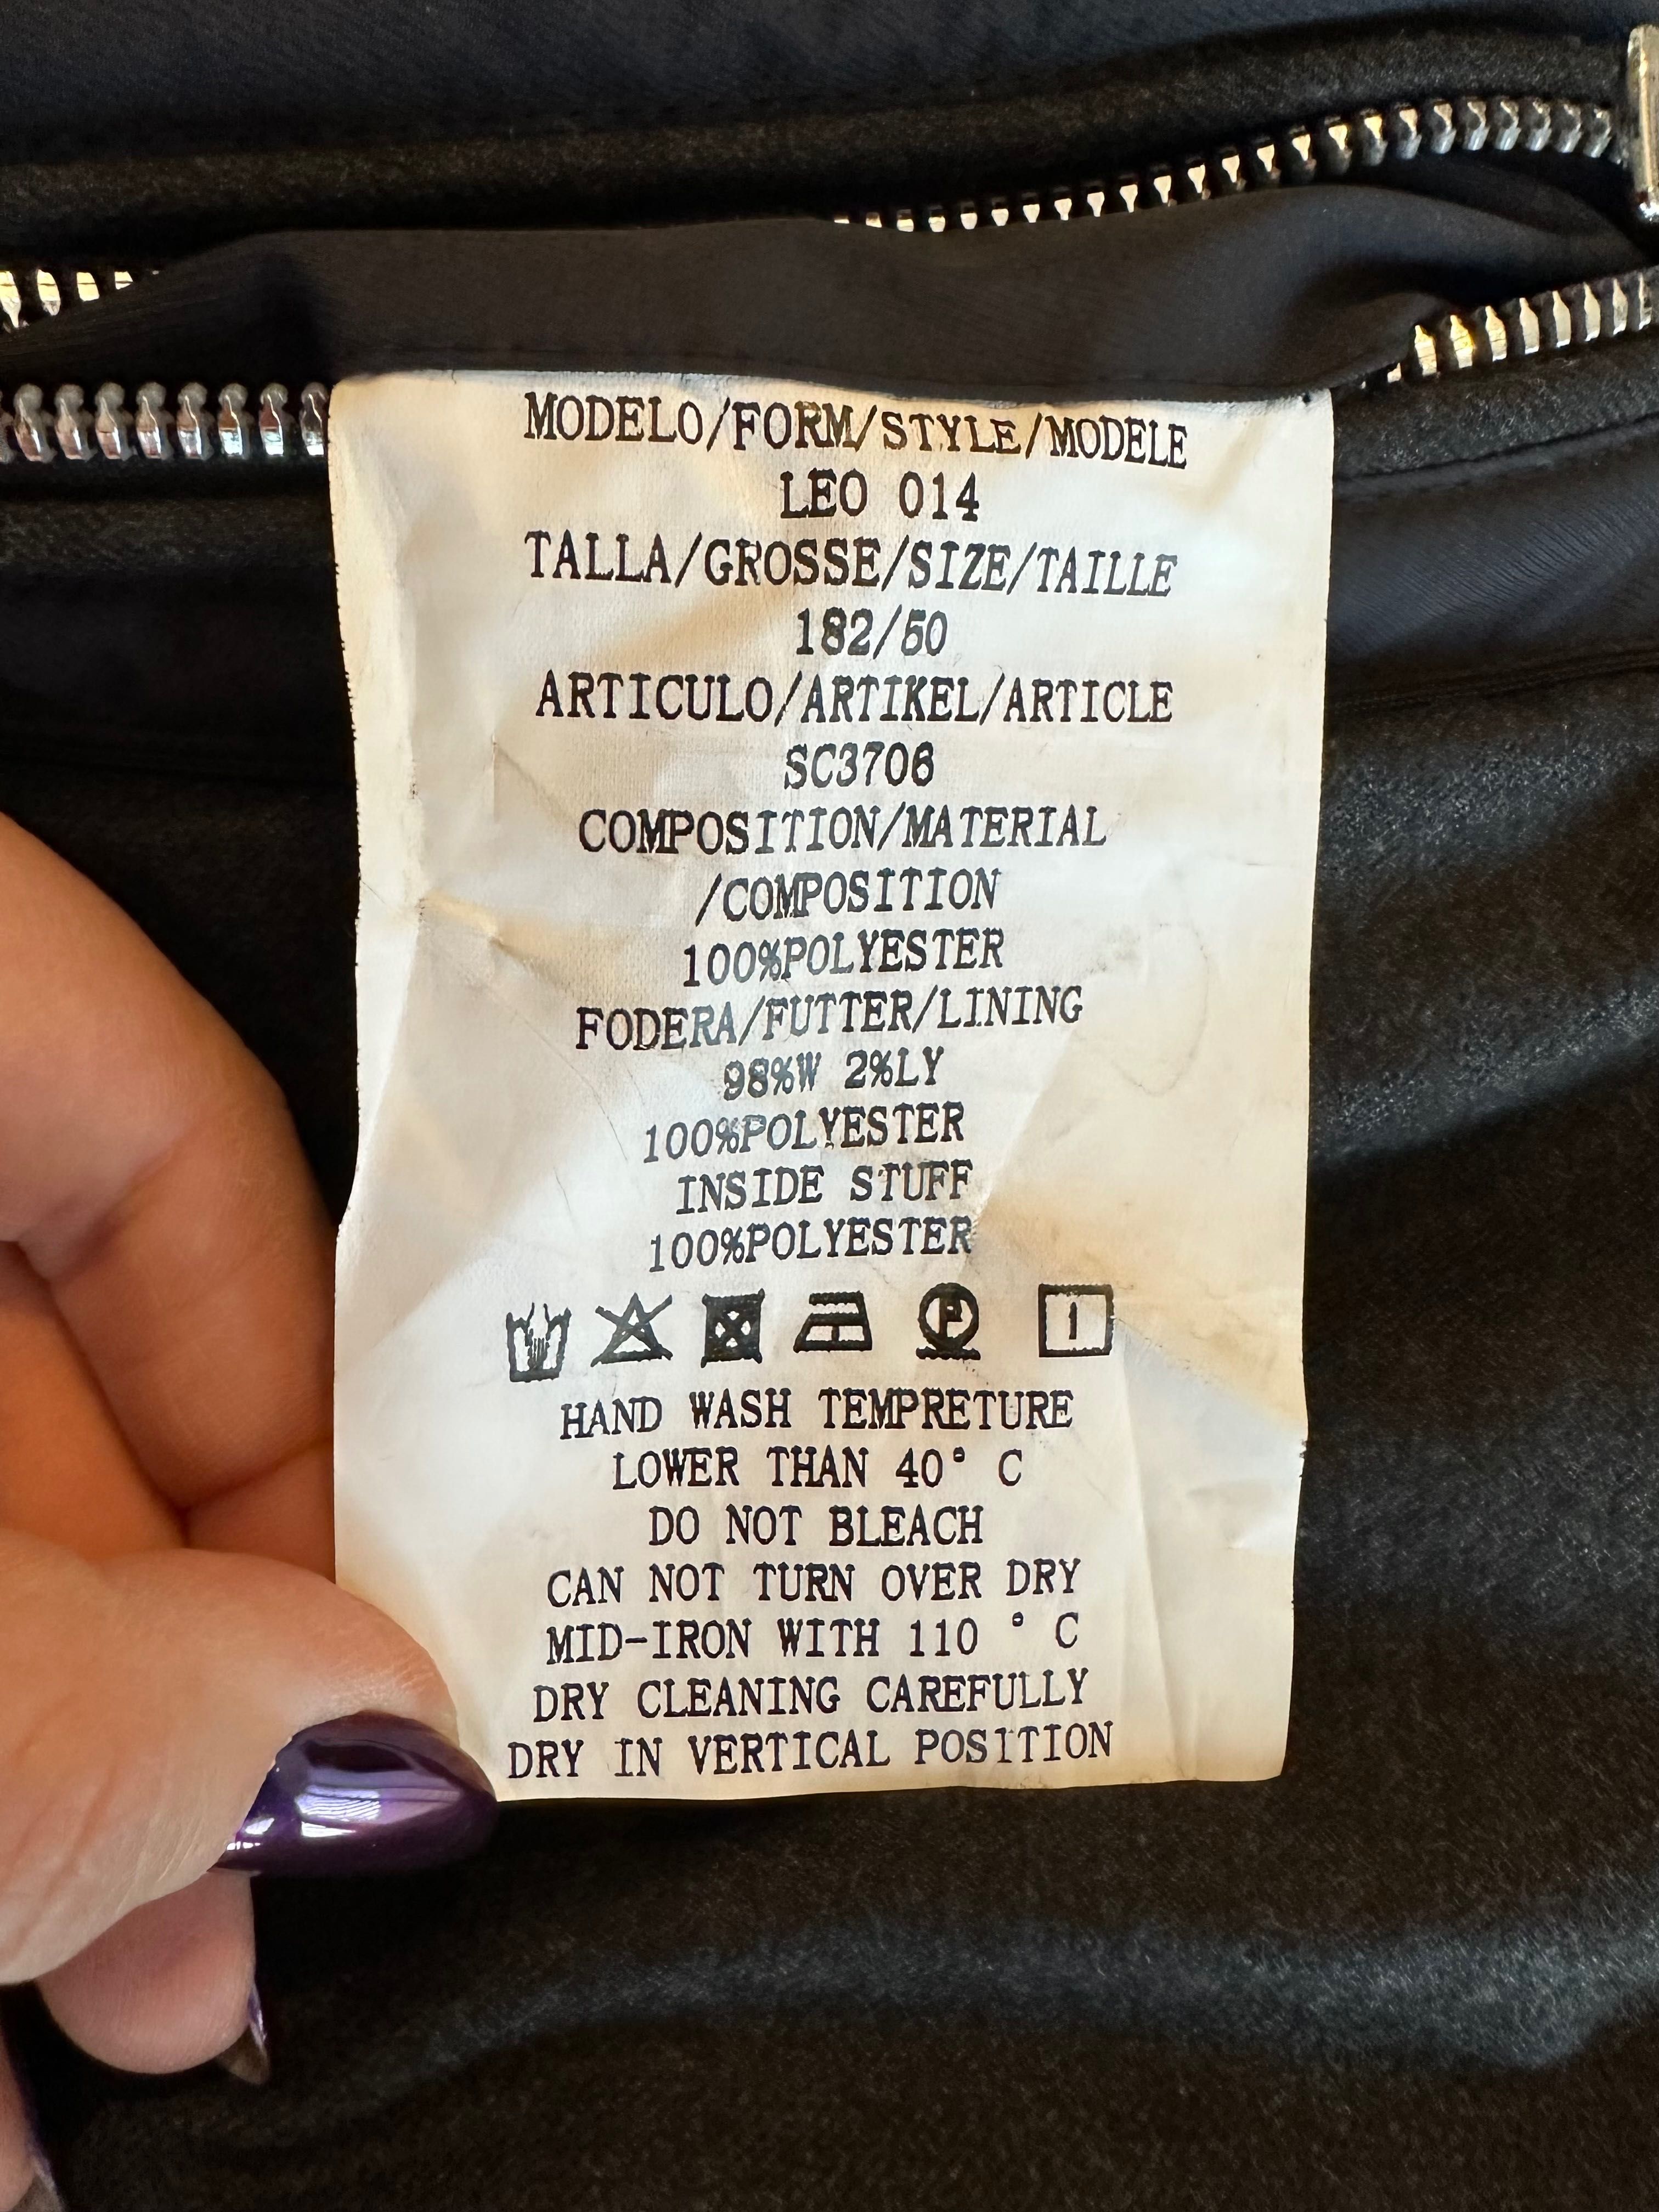 MODELO/FORM/STYLE/MODELE
LEO 014
TALLA/GROSSE/SIZE/TAILLE
182/50
ARTICULO/ARTIKEL/ARTICLE
SC3706
COMPOSITION/MATERIAL
/COMPOSITION
100%POLYESTER
FODERA/FUTTER/LINING
98%W 2%LY
100%POLYESTER
INSIDE STUFF
100%POLYESTER
P 1
HAND WASH TEMPRETURE
LOWER THAN 40° C
DO NOT BLEACH
CAN NOT TURN OVER DRY
MID-IRON WITH 110 ° C
DRY CLEANING CAREFULLY
DRY IN VERTICAL POSITION